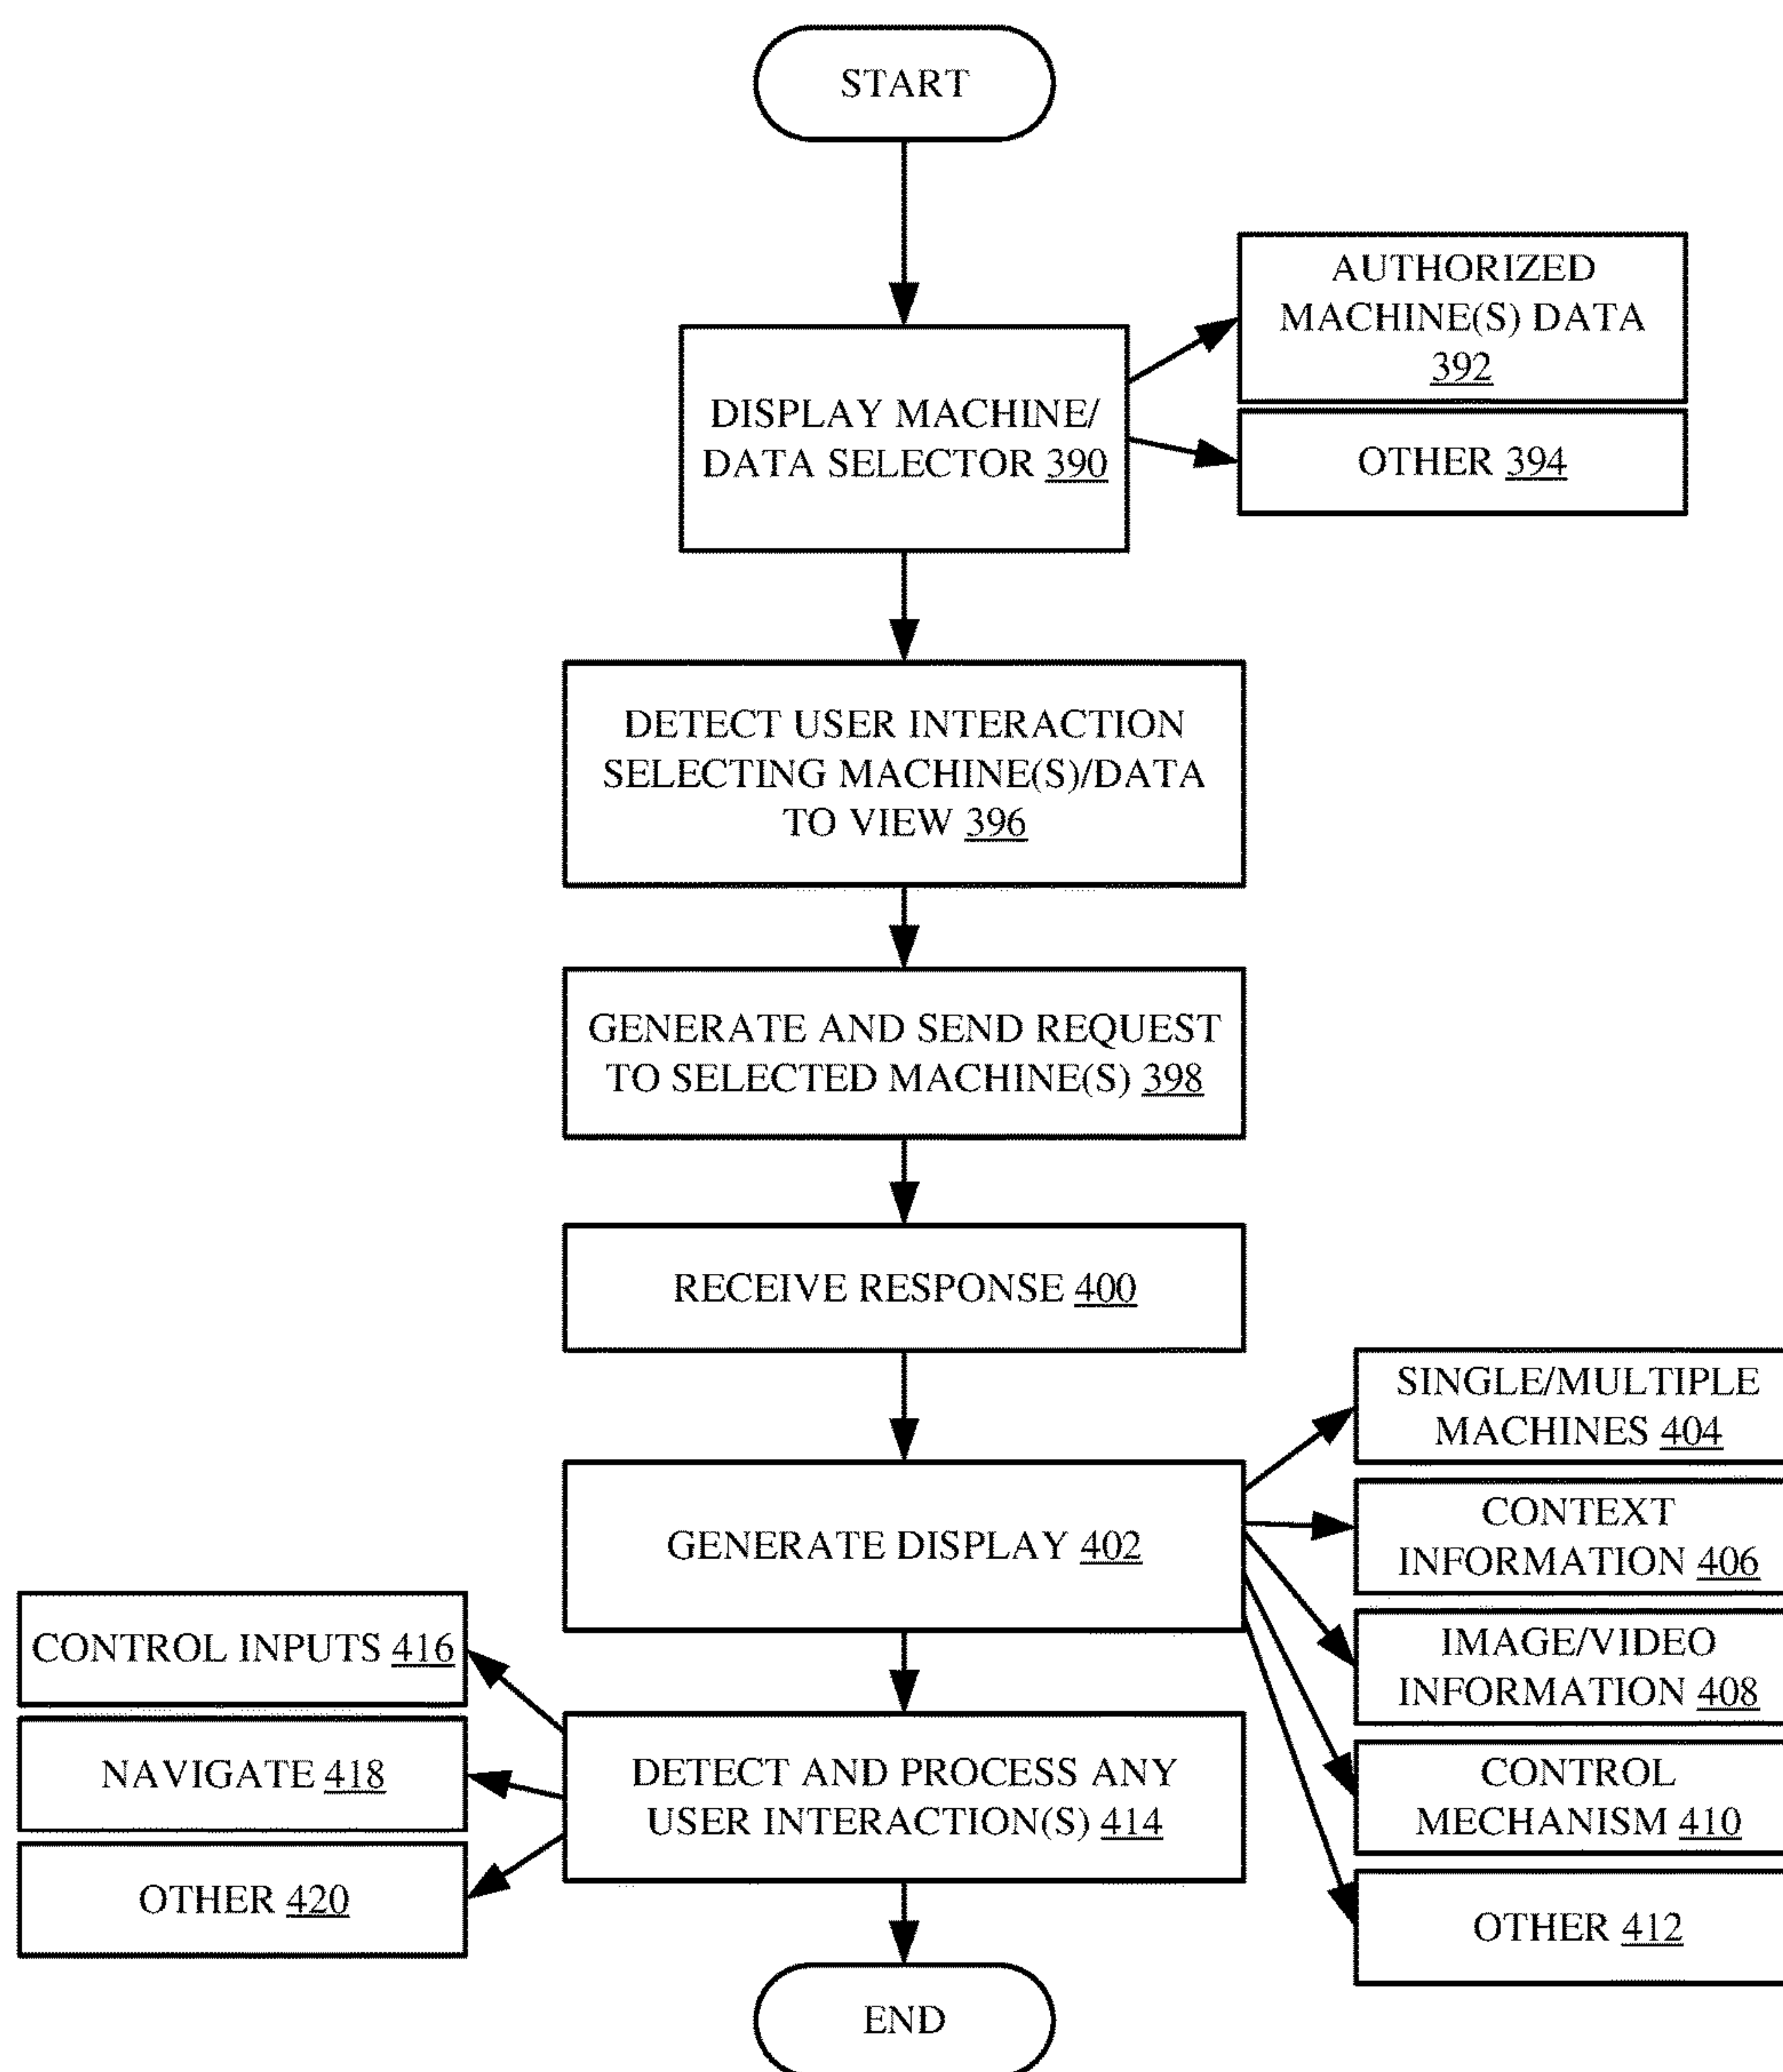 START
AUTHORIZED
MACHINE(S) DATA
392
DISPLAY MACHINE/
DATA SELECTOR 390
OTHER 394
DETECT USER INTERACTION
SELECTING MACHINE(S)/DATA
TO VIEW 396
GENERATE AND SEND REQUEST
TO SELECTED MACHINE(S) 398
RECEIVE RESPONSE 400
GENERATE DISPLAY 402
SINGLE/MULTIPLE
MACHINES 404
CONTEXT
INFORMATION 406
IMAGE/VIDEO
INFORMATION 408
CONTROL
MECHANISM 410
OTHER 412
DETECT AND PROCESS ANY
USER INTERACTION(S) 414
CONTROL INPUTS 416
NAVIGATE 418
OTHER 420
END